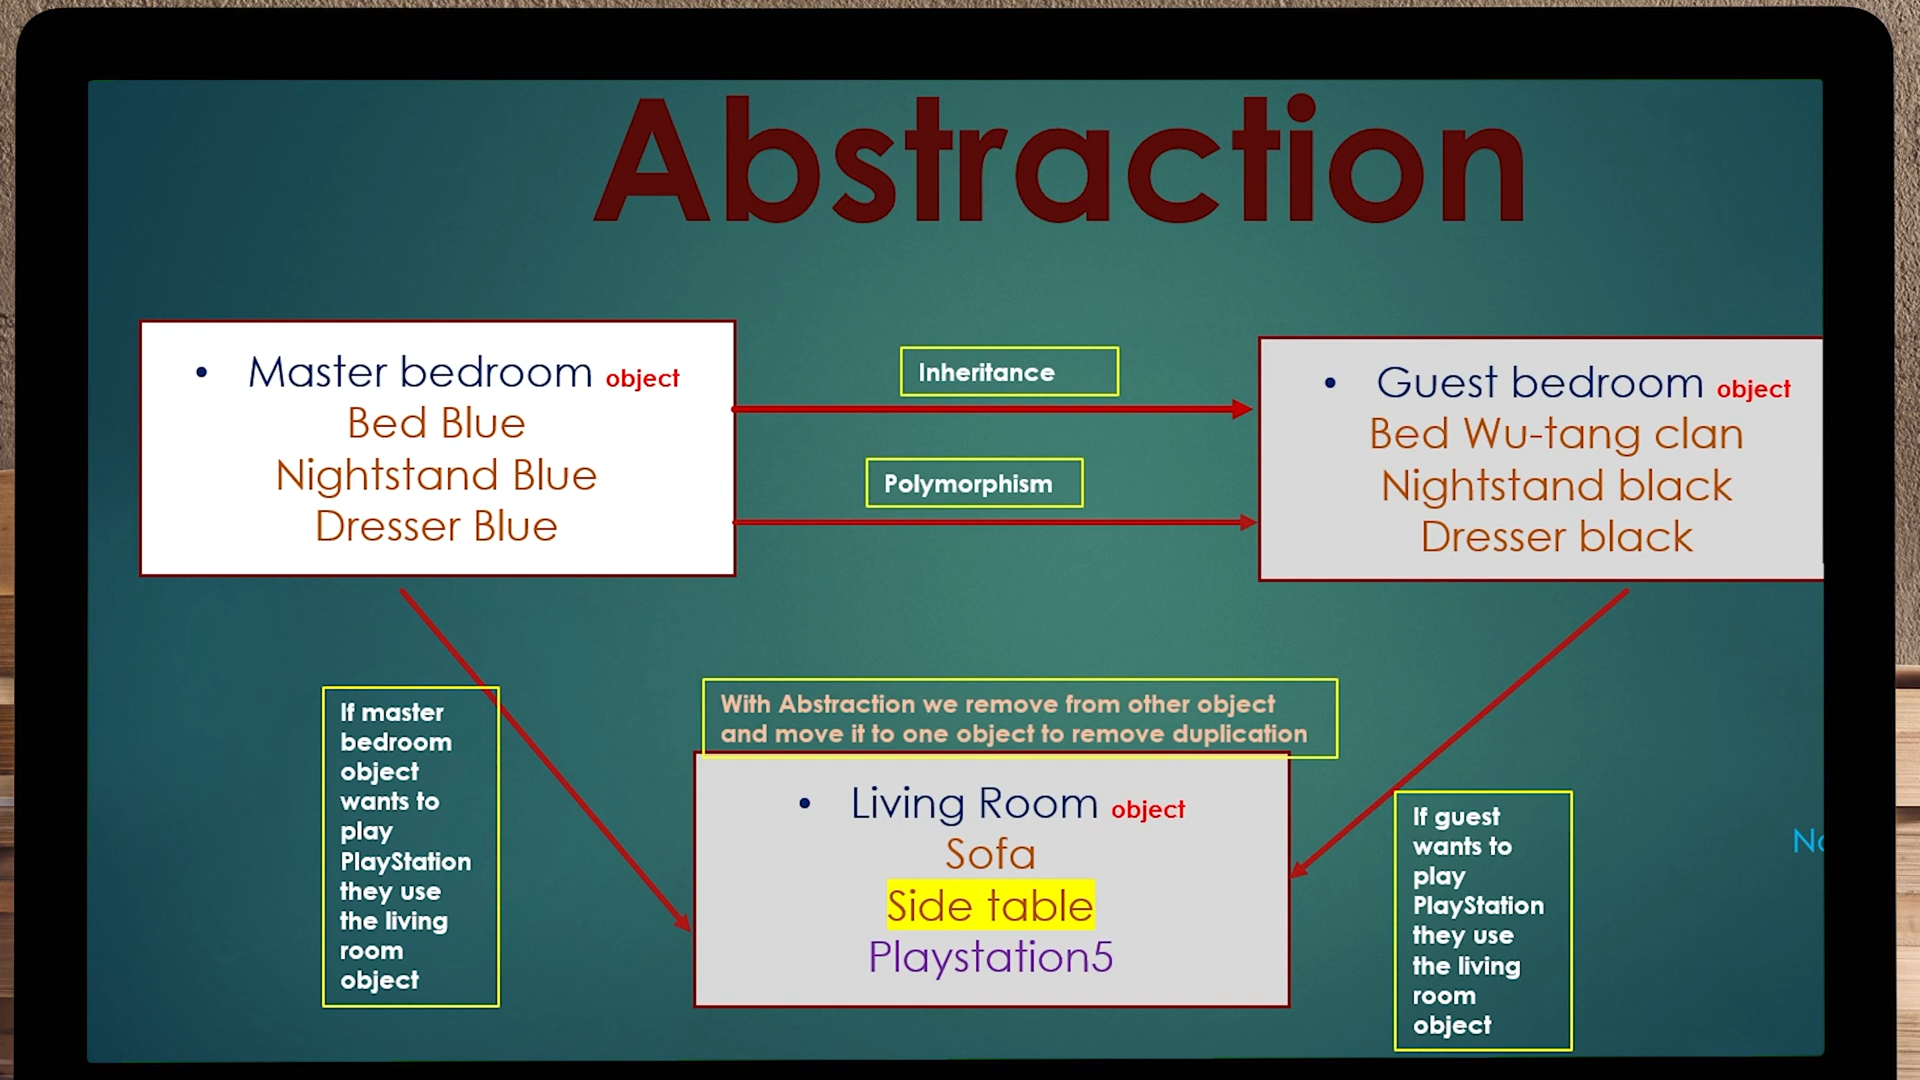 Abstraction
• Master bedroom object
Bed Blue
Nightstand Blue
Dresser Blue
Inheritance
Polymorphism
• Guest bedroom object
Bed Wu-tang clan
Nightstand black
Dresser black
If master
bedroom
object
wants to
play
PlayStation
they use
the living
room
object
With Abstraction we remove from other object
and move it to one object to remove duplication
• Living Room object
Sofa
Side table
Playstation5
If guest
wants to
play
PlayStation
they use
the living
room
object